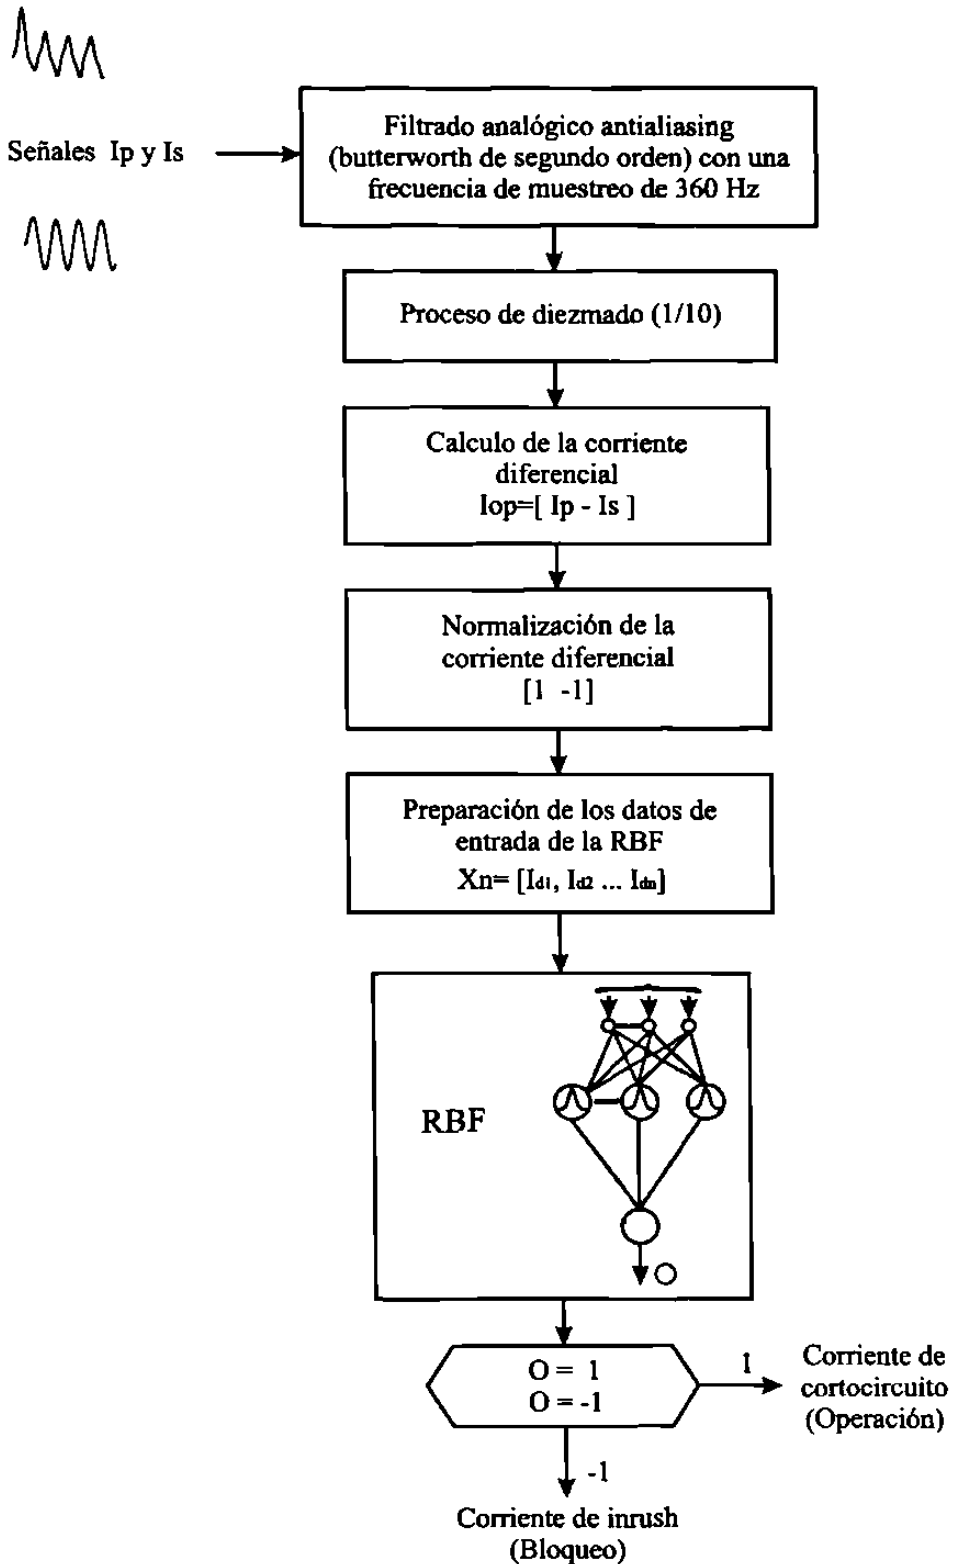 Señales Ip y Is
Filtrado analógico antialiasing
(butterworth de segundo orden) con una
frecuencia de muestreo de 360 Hz
Proceso de diezmado (1/10)
Calculo de la corriente
diferencial
Iop=[ Ip - Is ]
Normalización de la
corriente diferencial
[1 -1]
Preparación de los datos de
entrada de la RBF
Xn= [Id1, Id2 ... Idn]
RBF
O
O = 1
O = -1
1
Corriente de
cortocircuito
(Operación)
-1
Corriente de inrush
(Bloqueo)